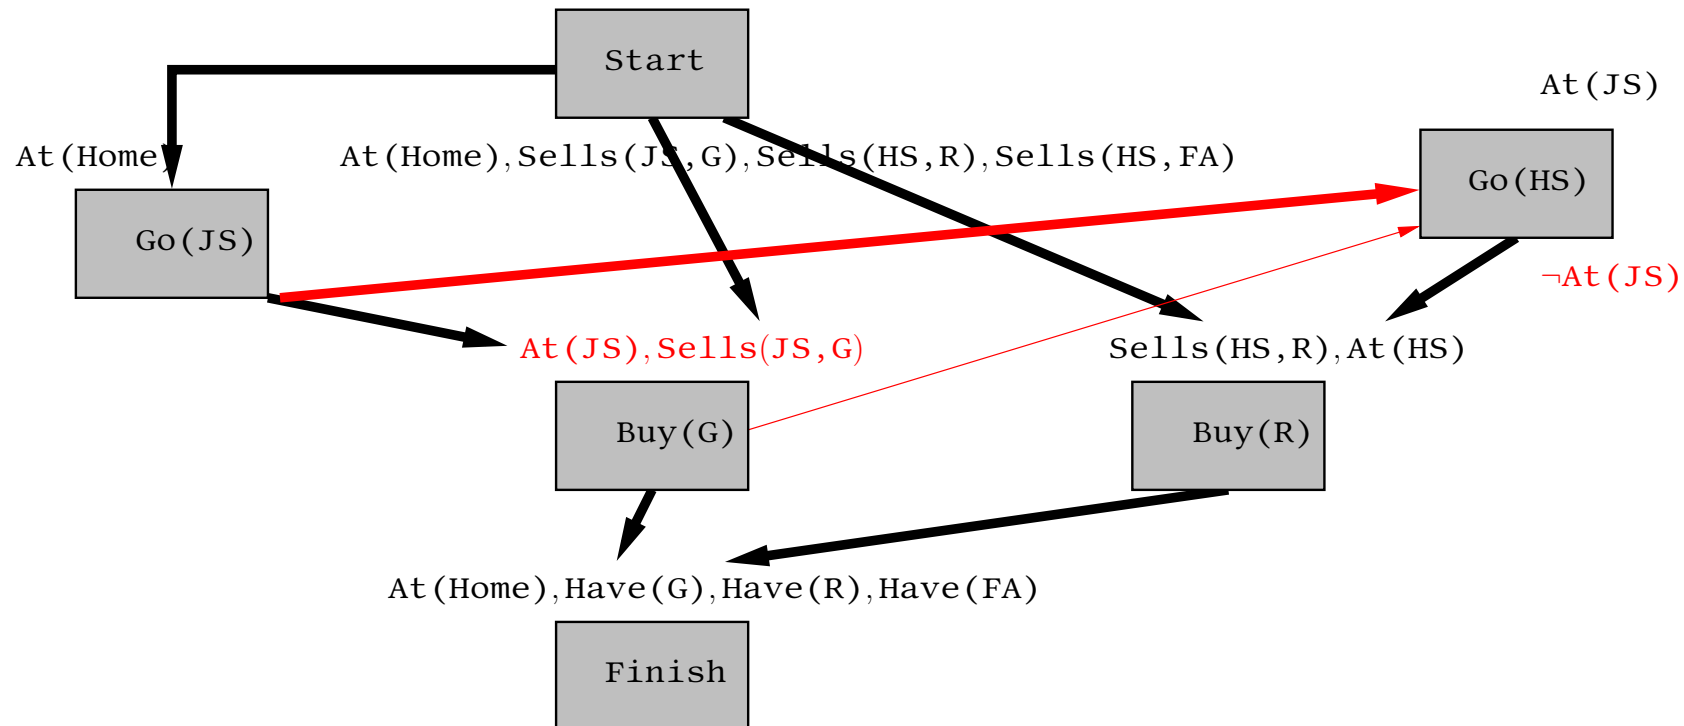 Start
At(JS)
At(Home)
At(Home),Sells(JS,G),Sells(HS,R),Sells(HS,FA)
Go(HS)
Go(JS)
¬At(JS)
At(JS),Sells(JS,G)
Sells(HS,R),At(HS)
Buy(G)
Buy(R)
At(Home),Have(G),Have(R),Have(FA)
Finish